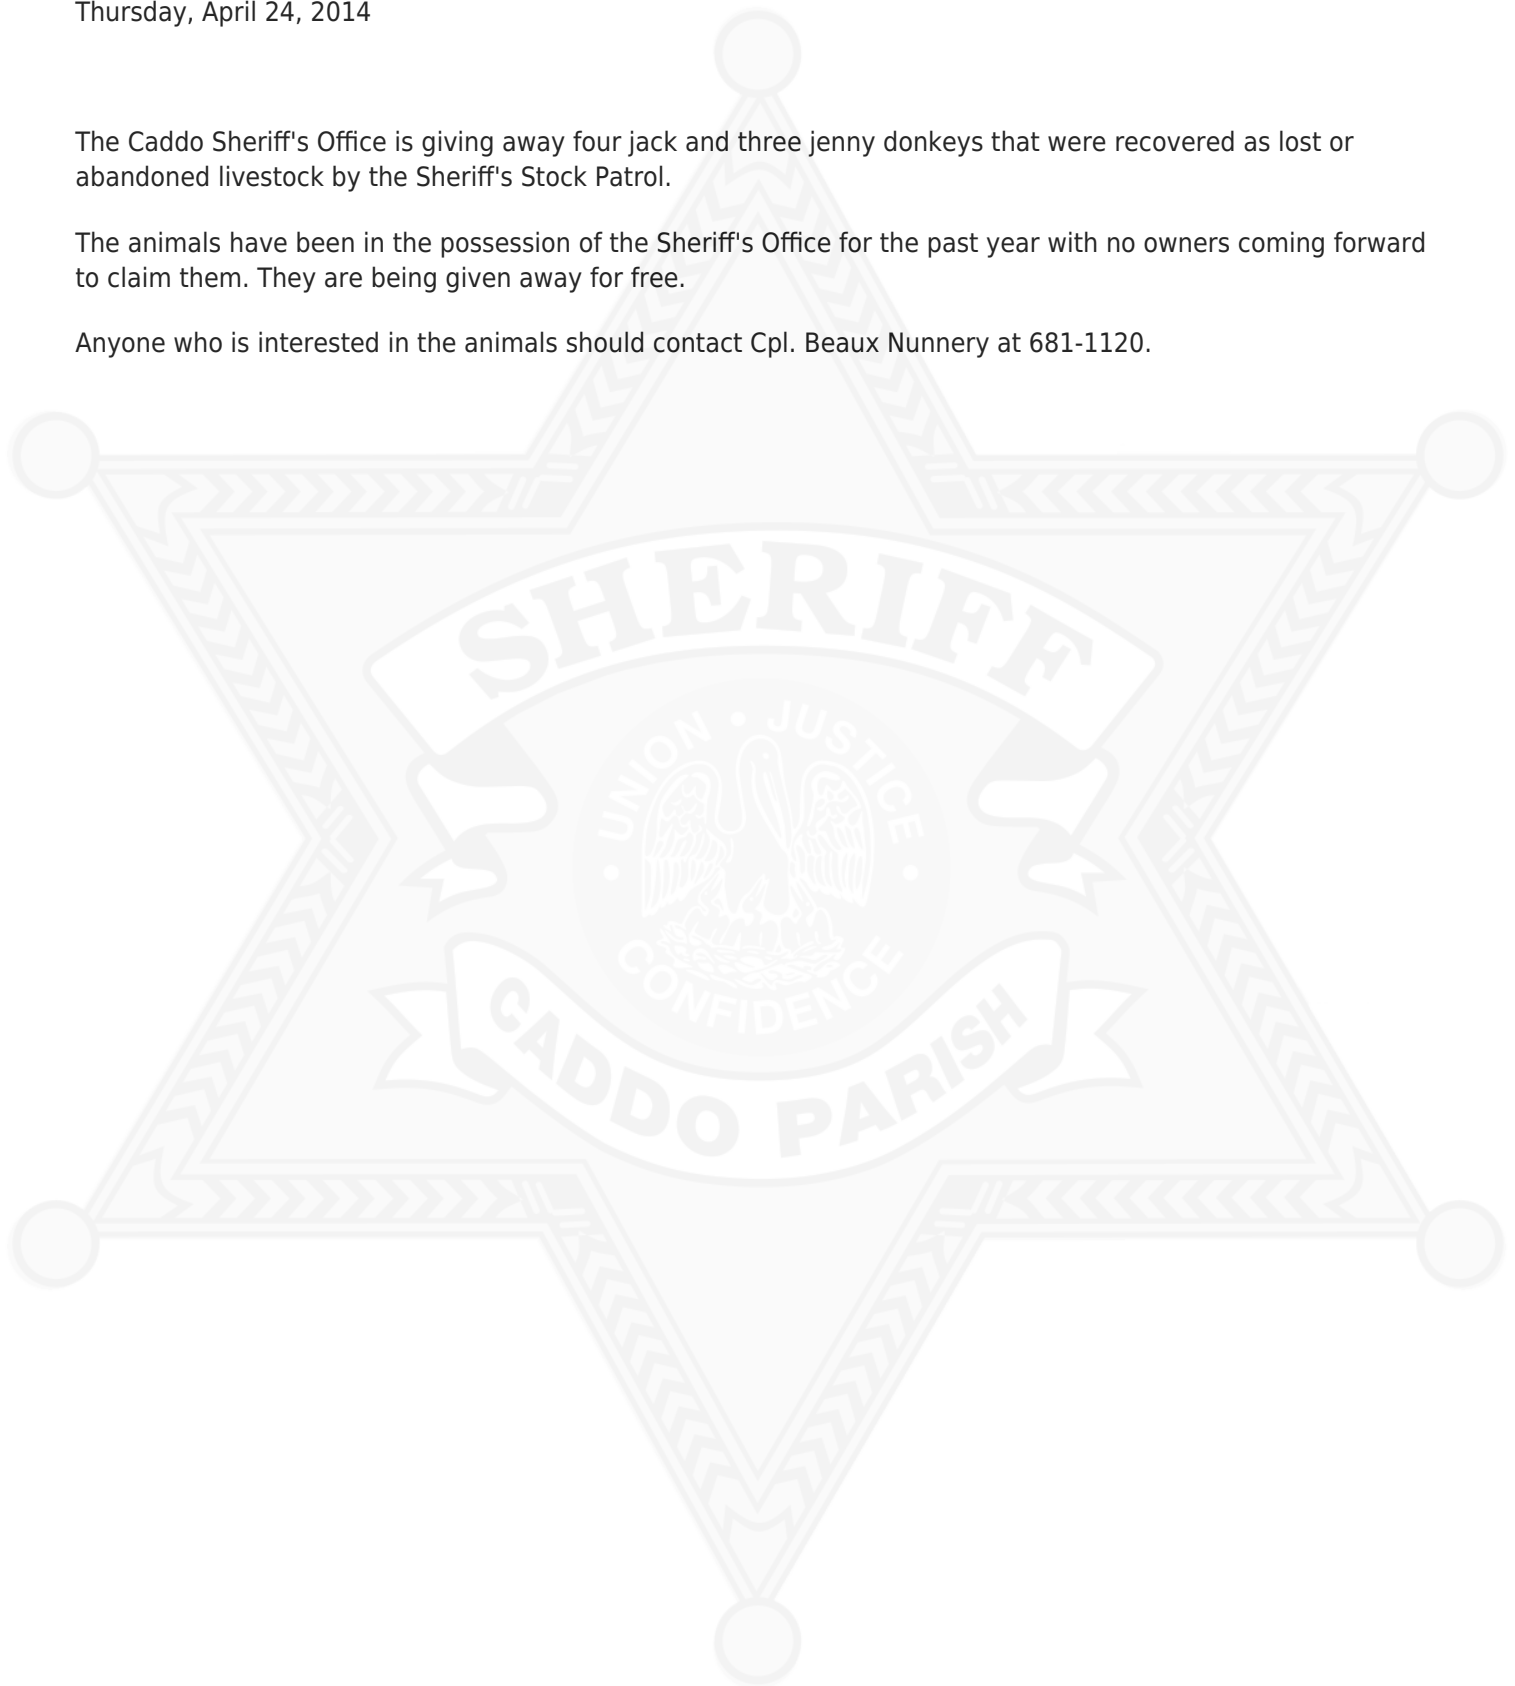 Thursday, April 24, 2014
The Caddo Sheriff's Office is giving away four jack and three jenny donkeys that were recovered as lost or
abandoned livestock by the Sheriff's Stock Patrol.
The animals have been in the possession of the Sheriff's Office for the past year with no owners coming forward
to claim them. They are being given away for free.
Anyone who is interested in the animals should contact Cpl. Beaux Nunnery at 681-1120.
SHERIFF
UNION • JUSTICE •
• CONFIDENCE
CADDO PARISH